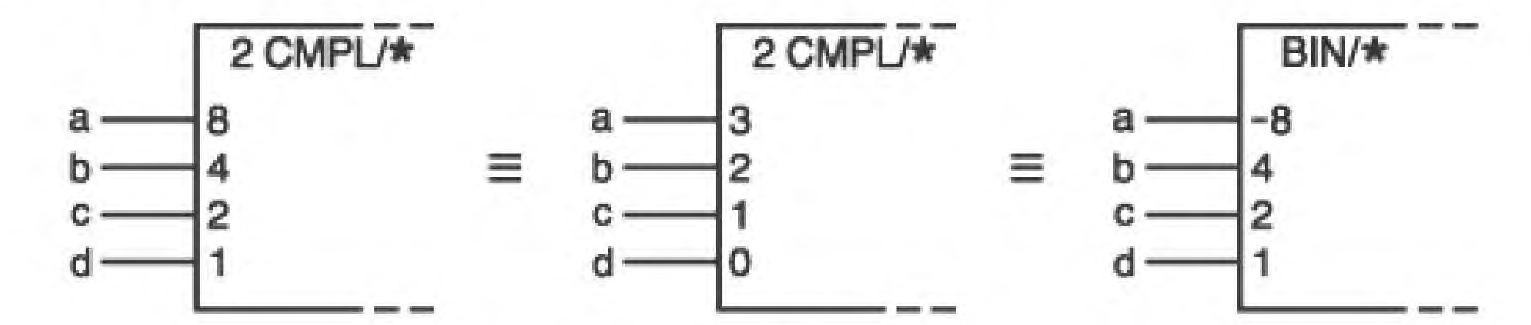 2 CMPL/* 2 CMPL/* BIN/*
a 8 a 3 a -8
b 4 ≡ b 2 ≡ b 4
c 2 c 1 c 2
d 1 d 0 d 1